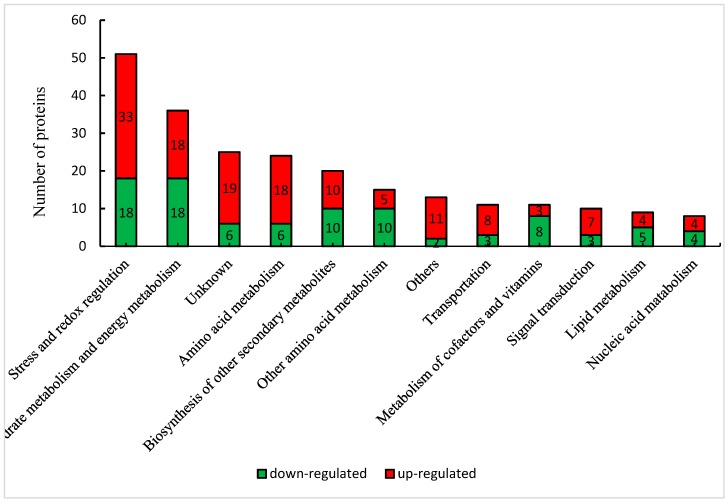 60
50
40
30
20
10
0
Number of proteins
33
18
18
18
19
6
18
6
10
10
5
10
11
2
8
3
3
8
7
3
4
5
4
4
Stress and redox regulation
drate metabolism and energy metabolism
Unknown
Amino acid metabolism
Biosynthesis of other secondary metabolites
Other amino acid metabolism
Others
Transportation
Metabolism of cofactors and vitamins
Signal transduction
Lipid metabolism
Nucleic acid matabolism
down-regulated up-regulated